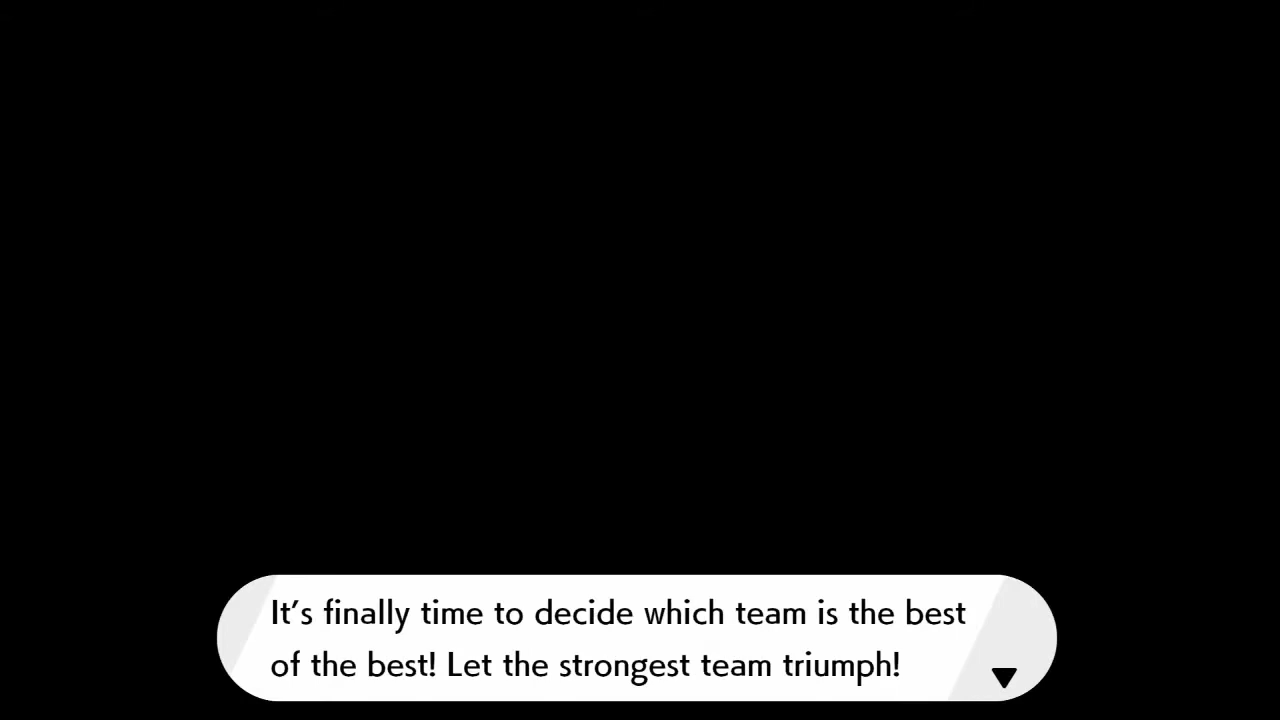 It's finally time to decide which team is the best
of the best! Let the strongest team triumph!